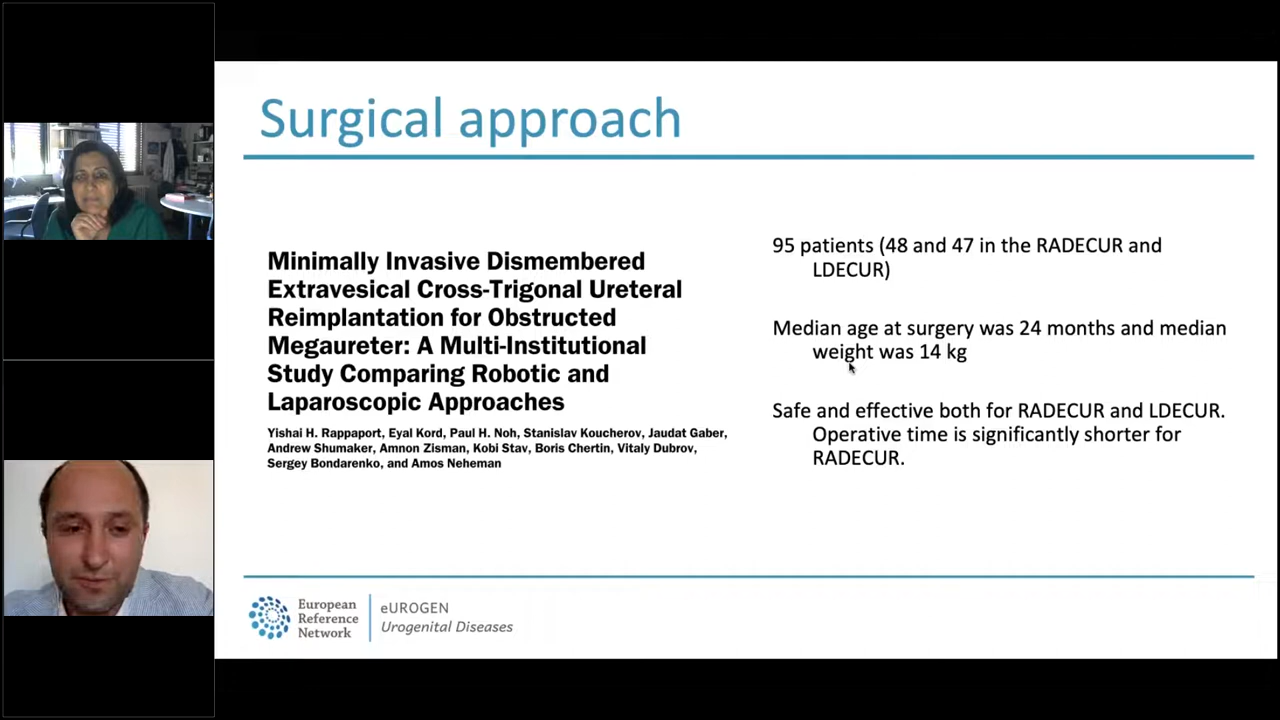 Surgical approach
Minimally Invasive Dismembered
Extravesical Cross-Trigonal Ureteral
Reimplantation for Obstructed
Megaureter: A Multi-Institutional
Study Comparing Robotic and
Laparoscopic Approaches
Yishai H. Rappaport, Eyal Kord, Paul H. Noh, Stanislav Koucherov, Jaudat Gaber,
Andrew Shumaker, Amnon Zisman, Kobi Stav, Boris Chertin, Vitaly Dubrov,
Sergey Bondarenko, and Amos Neheman
95 patients (48 and 47 in the RADECUR and
LDECUR)
Median age at surgery was 24 months and median
weight was 14 kg
Safe and effective both for RADECUR and LDECUR.
Operative time is significantly shorter for
RADECUR.
European
Reference
Network
eUROGEN
Urogenital Diseases